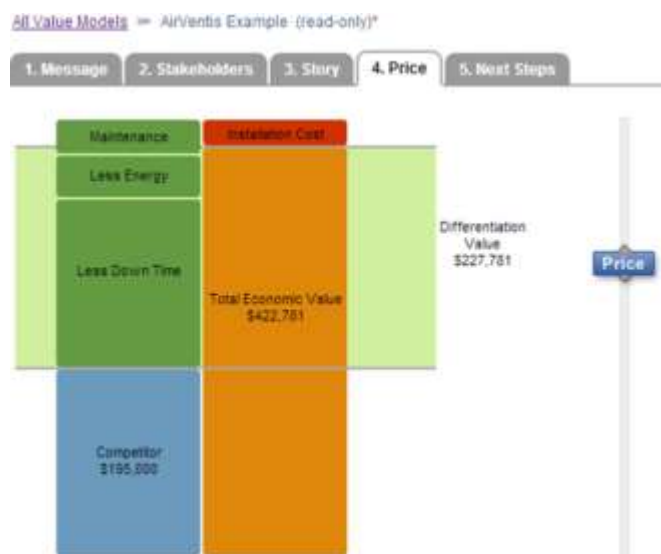 All Value Models
AirVentis Example (read-only)*
1. Message
2. Stakeholders
3. Story
4. Price
5. Next Steps
Maintenance
Installation Cost
Less Energy
Less Down Time
Total Economic Value
$422,781
Differentiation
Value
$227,781
Price
Competitor
$195,000